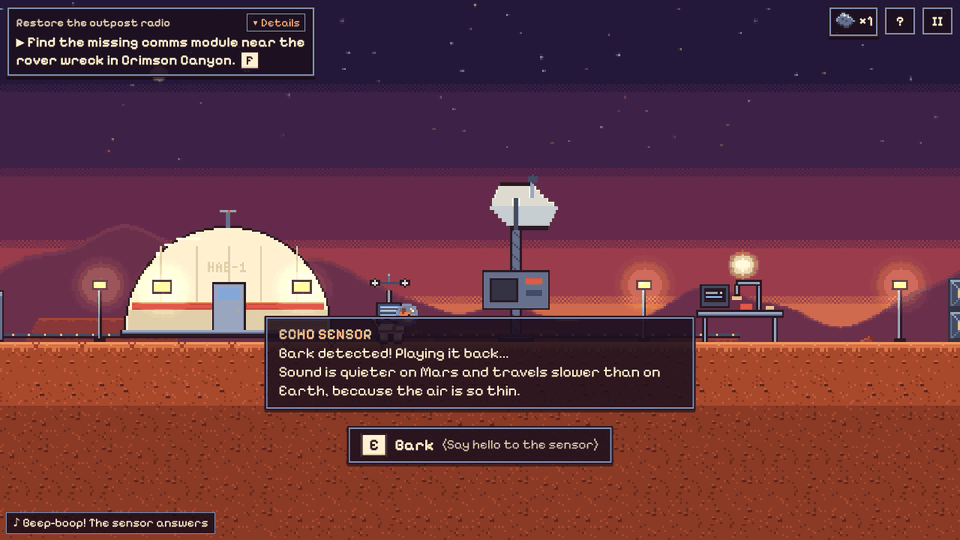 Restore the outpost radio
▾ Details
▶ Find the missing comms module near the
rover wreck in Crimson Canyon. F
×1
?
II
HAB-1
ECHO SENSOR
Bark detected! Playing it back...
Sound is quieter on Mars and travels slower than on
Earth, because the air is so thin.
E Bark (Say hello to the sensor)
♪ Beep-boop! The sensor answers